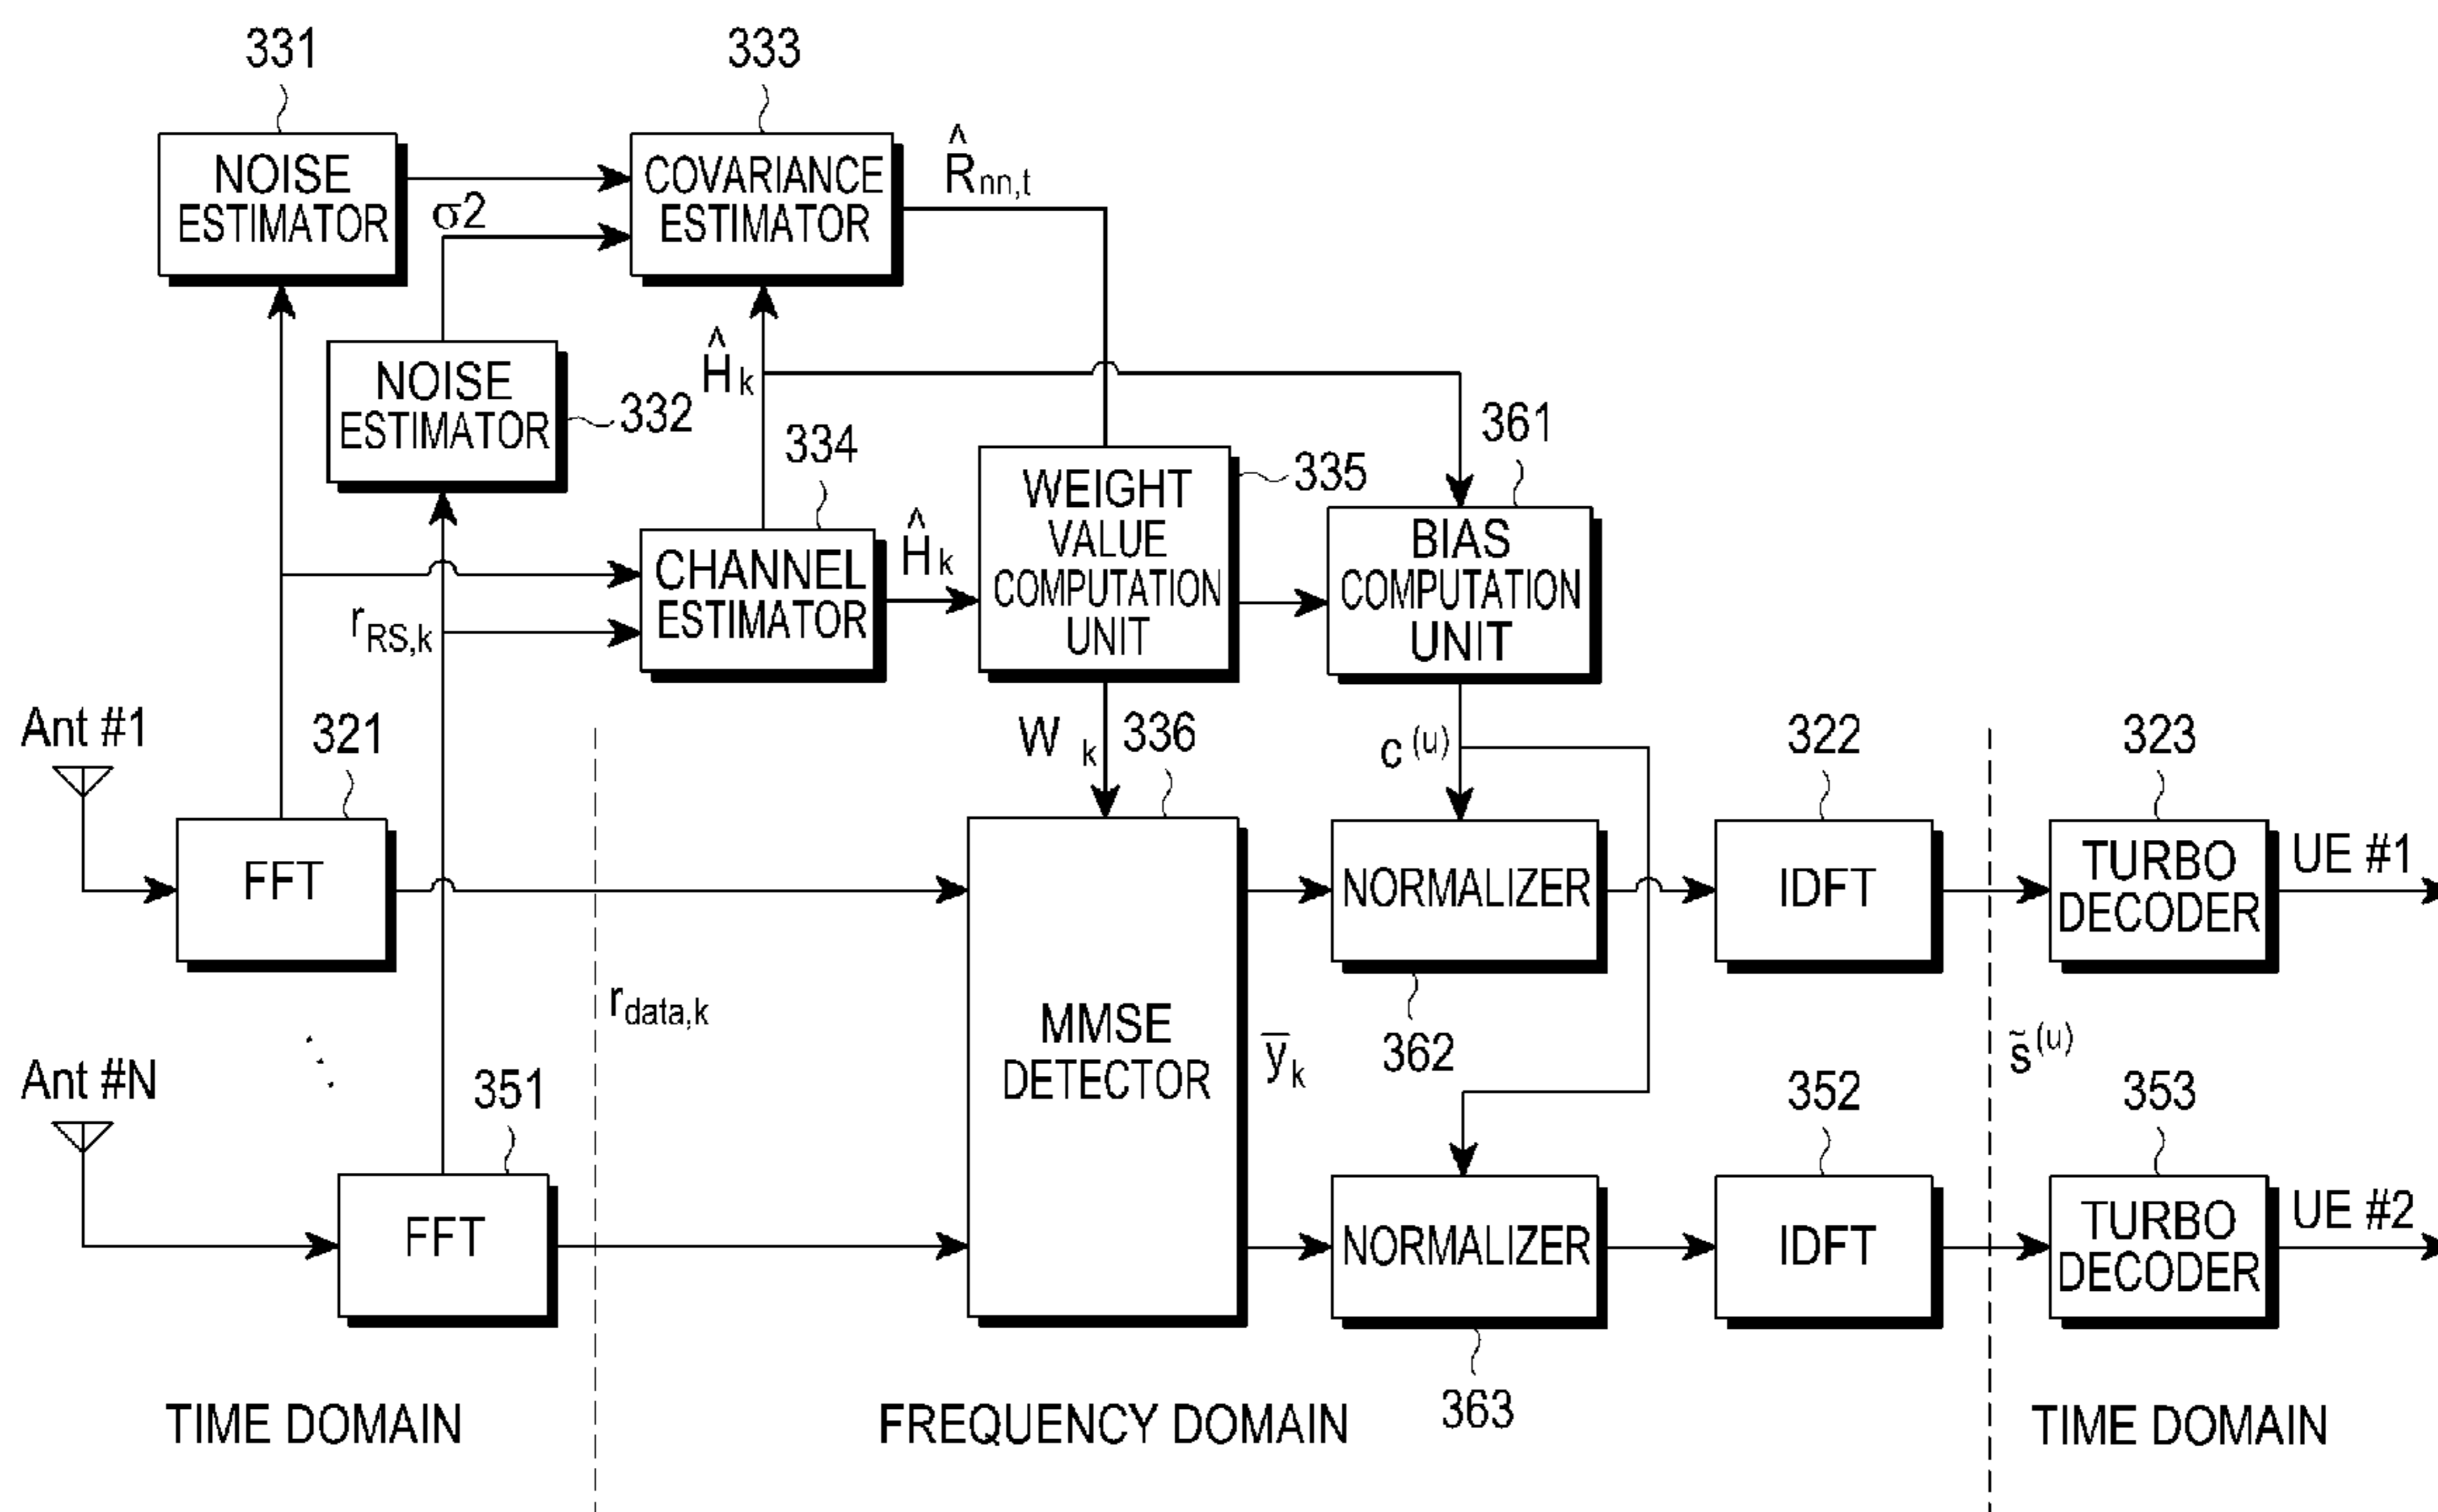 331
333
NOISE
ESTIMATOR
σ2
COVARIANCE
ESTIMATOR
R̂nn,t
NOISE
ESTIMATOR
332
Ĥk
334
361
335
CHANNEL
ESTIMATOR
Ĥk
WEIGHT
VALUE
COMPUTATION
UNIT
BIAS
COMPUTATION
UNIT
rRS,k
Ant #1
321
W k
336
c(u)
322
323
FFT
NORMALIZER
IDFT
TURBO
DECODER
UE #1
rdata,k
MMSE
DETECTOR
ȳk
362
s̃(u)
Ant #N
351
352
353
FFT
NORMALIZER
IDFT
TURBO
DECODER
UE #2
363
TIME DOMAIN
FREQUENCY DOMAIN
TIME DOMAIN